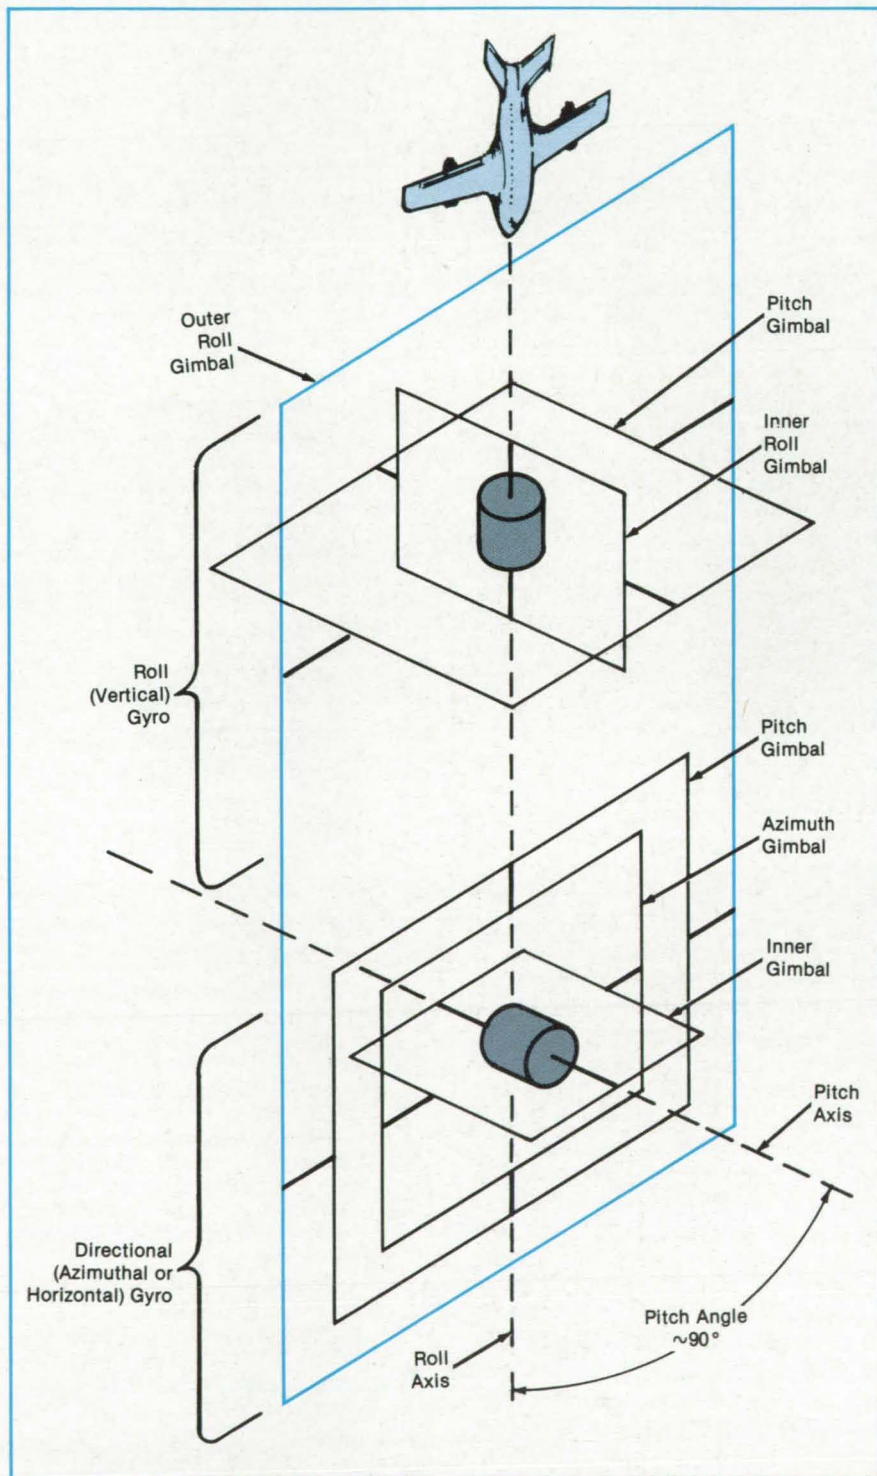 Outer
Roll
Gimbal
Pitch
Gimbal
Inner
Roll
Gimbal
Roll
(Vertical)
Gyro
Pitch
Gimbal
Azimuth
Gimbal
Inner
Gimbal
Pitch
Axis
Directional
(Azimuthal or
Horizontal) Gyro
Pitch Angle
~90°
Roll
Axis